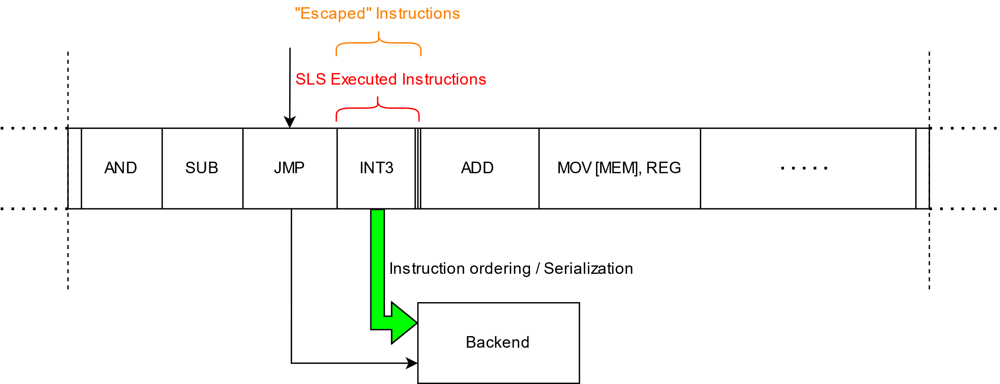 "Escaped" Instructions
SLS Executed Instructions
AND
SUB
JMP
INT3
ADD
MOV [MEM], REG
.....
Instruction ordering / Serialization
Backend